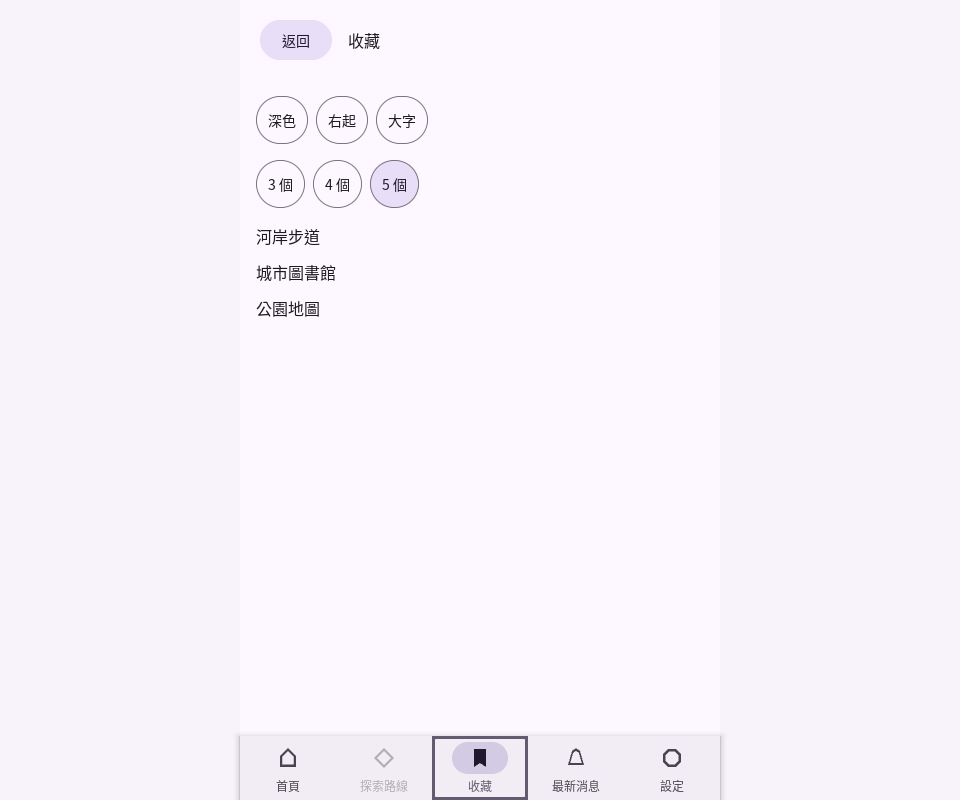 返回 收藏
深色 右起 大字
3 個 4 個 5 個
河岸步道
城市圖書館
公園地圖
首頁 探索路線 收藏 最新消息 設定